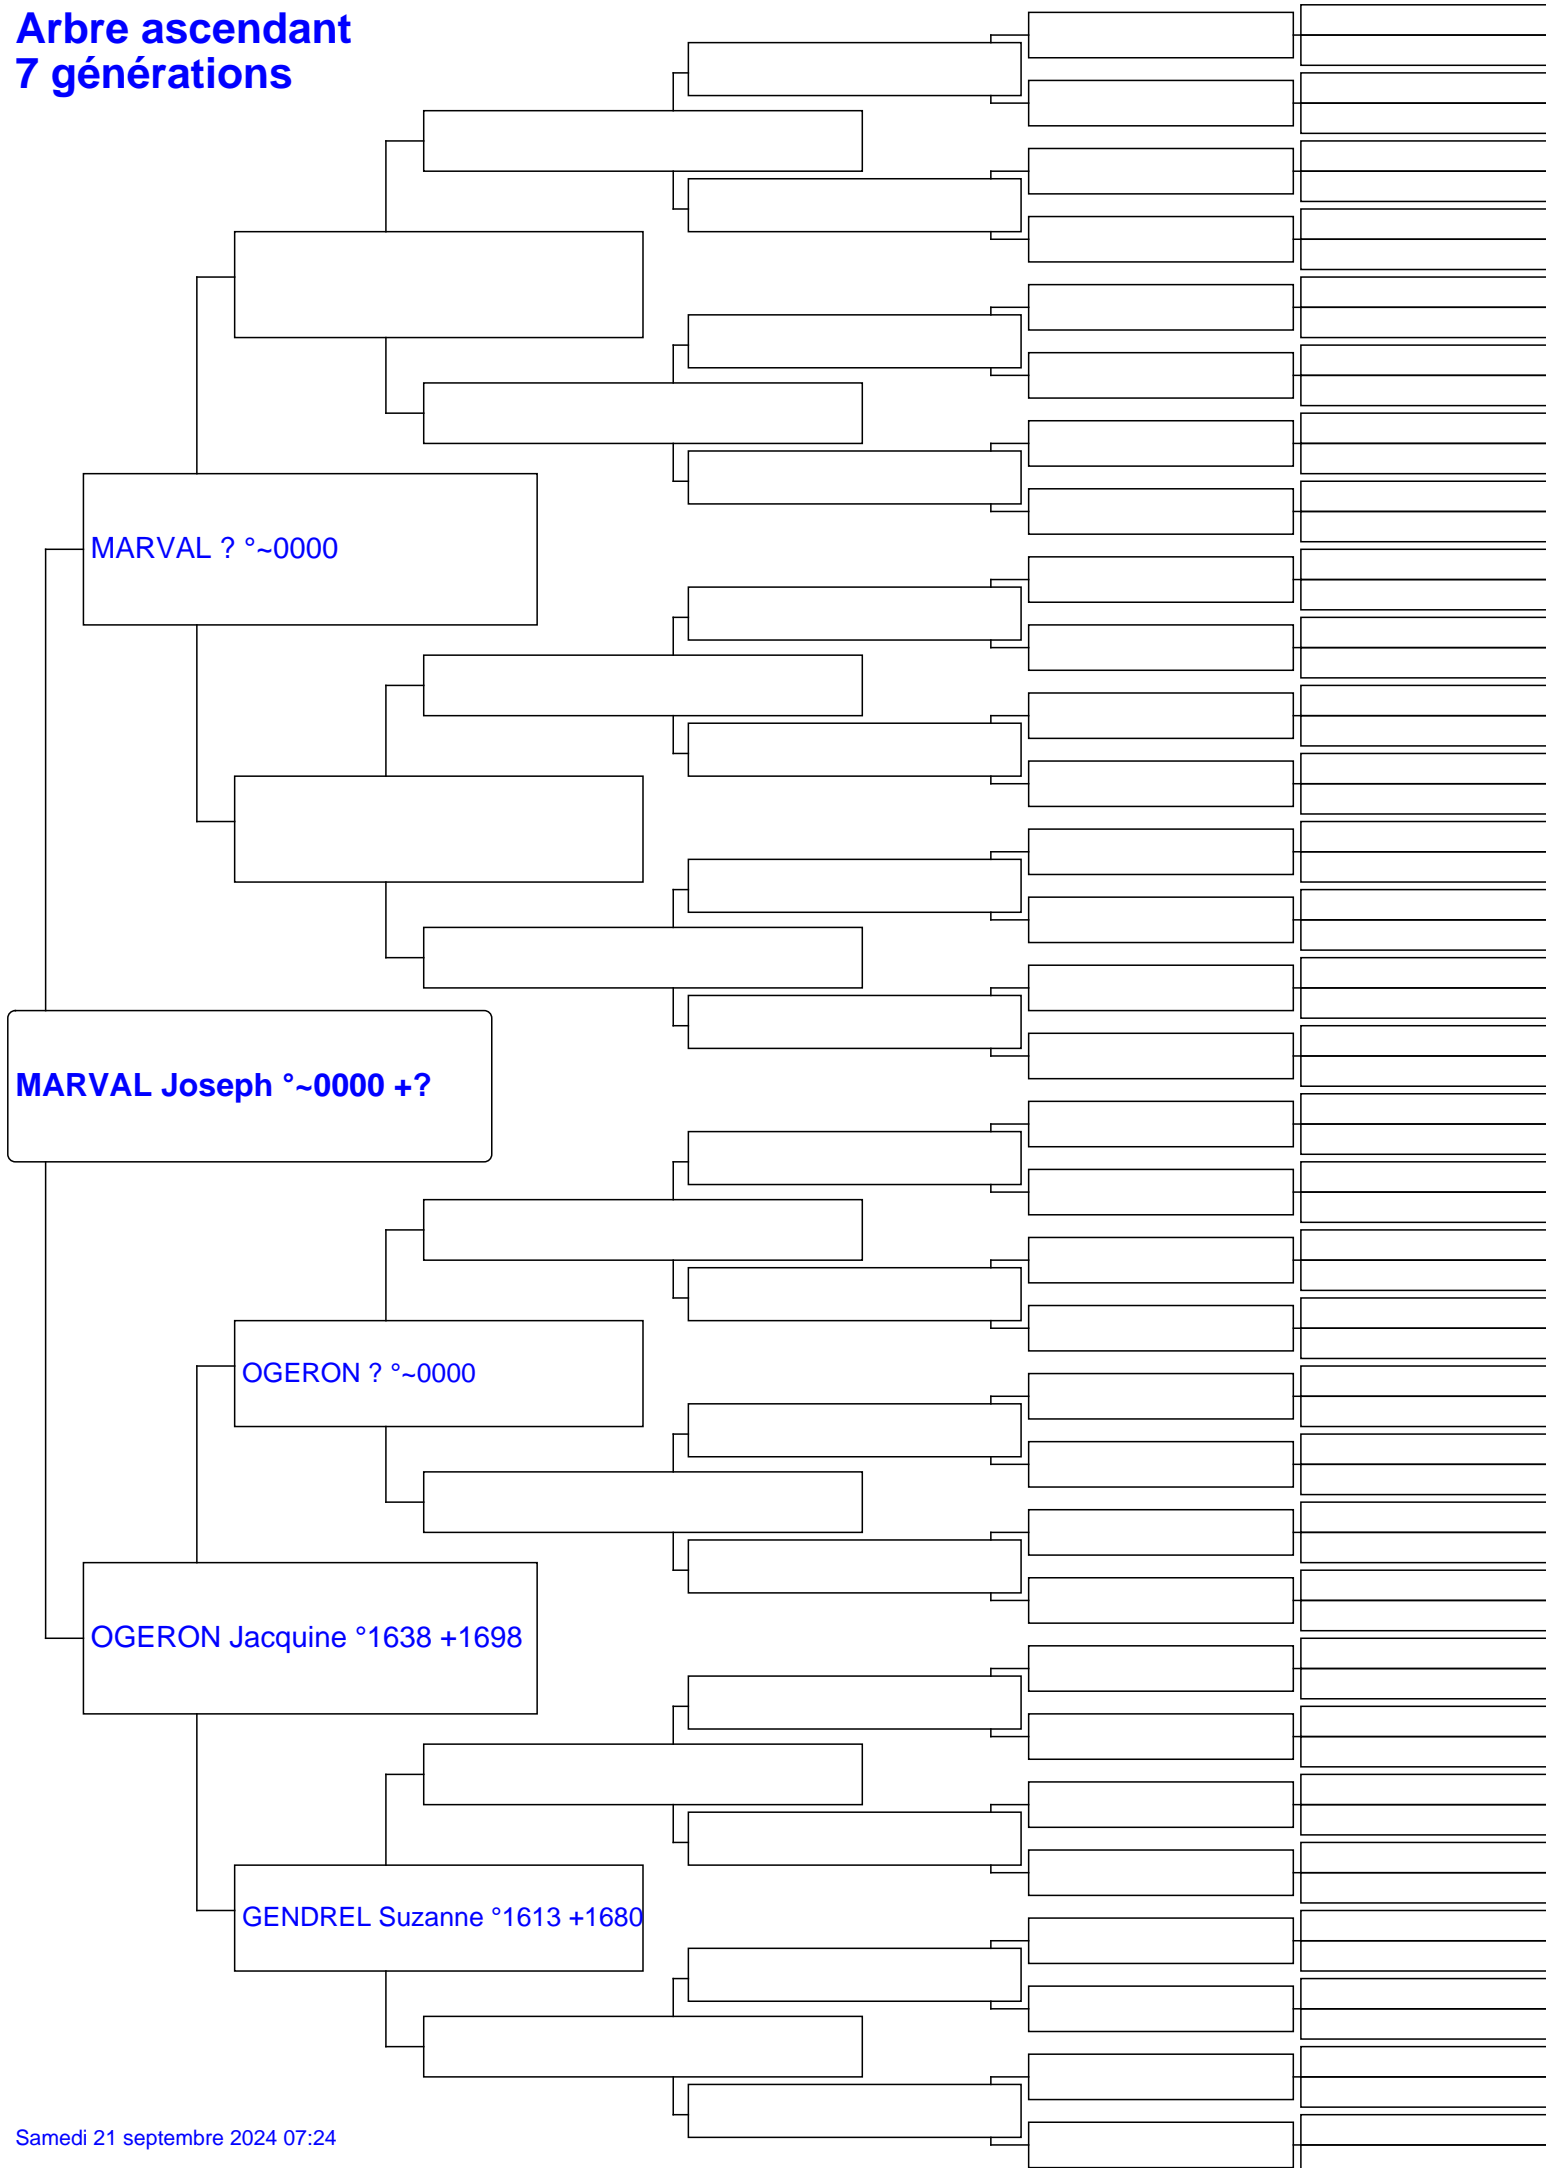 Arbre ascendant
7 générations
MARVAL ? °~0000
MARVAL Joseph °~0000 +?
OGERON ? °~0000
OGERON Jacquine °1638 +1698
GENDREL Suzanne °1613 +1680
Samedi 21 septembre 2024 07:24